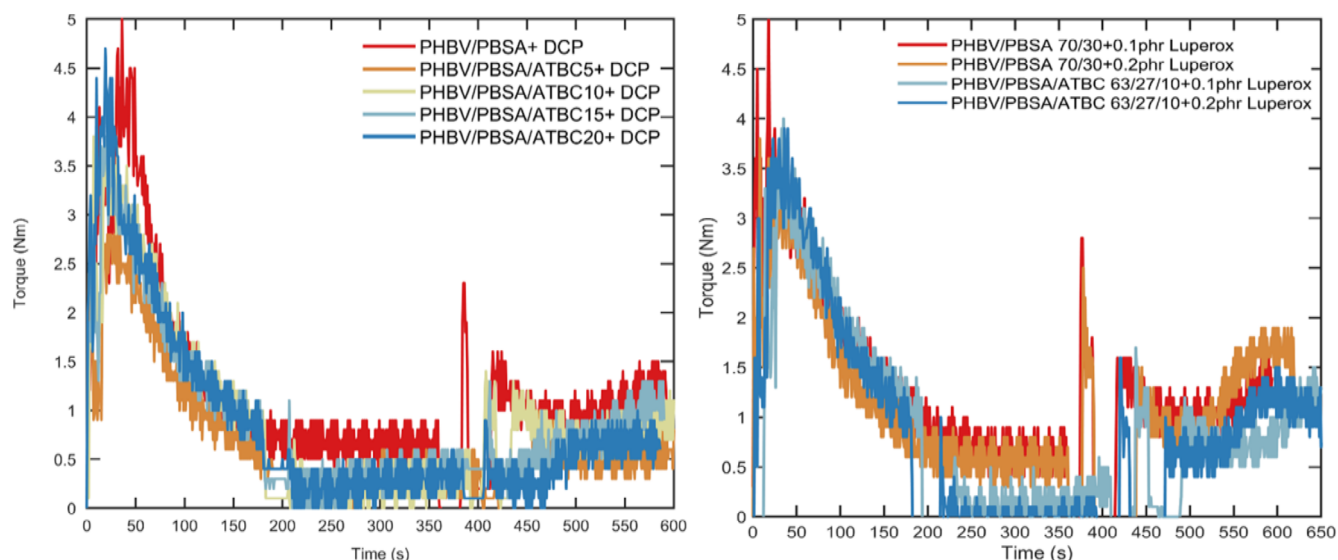 5
4.5
4
3.5
3
2.5
2
1.5
1
0.5
0
Torque (Nm)
0 50 100 150 200 250 300 350 400 450 500 550 600
Time (s)
PHBV/PBSA+ DCP
PHBV/PBSA/ATBC5+ DCP
PHBV/PBSA/ATBC10+ DCP
PHBV/PBSA/ATBC15+ DCP
PHBV/PBSA/ATBC20+ DCP
5
4.5
4
3.5
3
2.5
2
1.5
1
0.5
0
Torque (Nm)
0 50 100 150 200 250 300 350 400 450 500 550 600 650
Time (s)
PHBV/PBSA 70/30+0.1phr Luperox
PHBV/PBSA 70/30+0.2phr Luperox
PHBV/PBSA/ATBC 63/27/10+0.1phr Luperox
PHBV/PBSA/ATBC 63/27/10+0.2phr Luperox